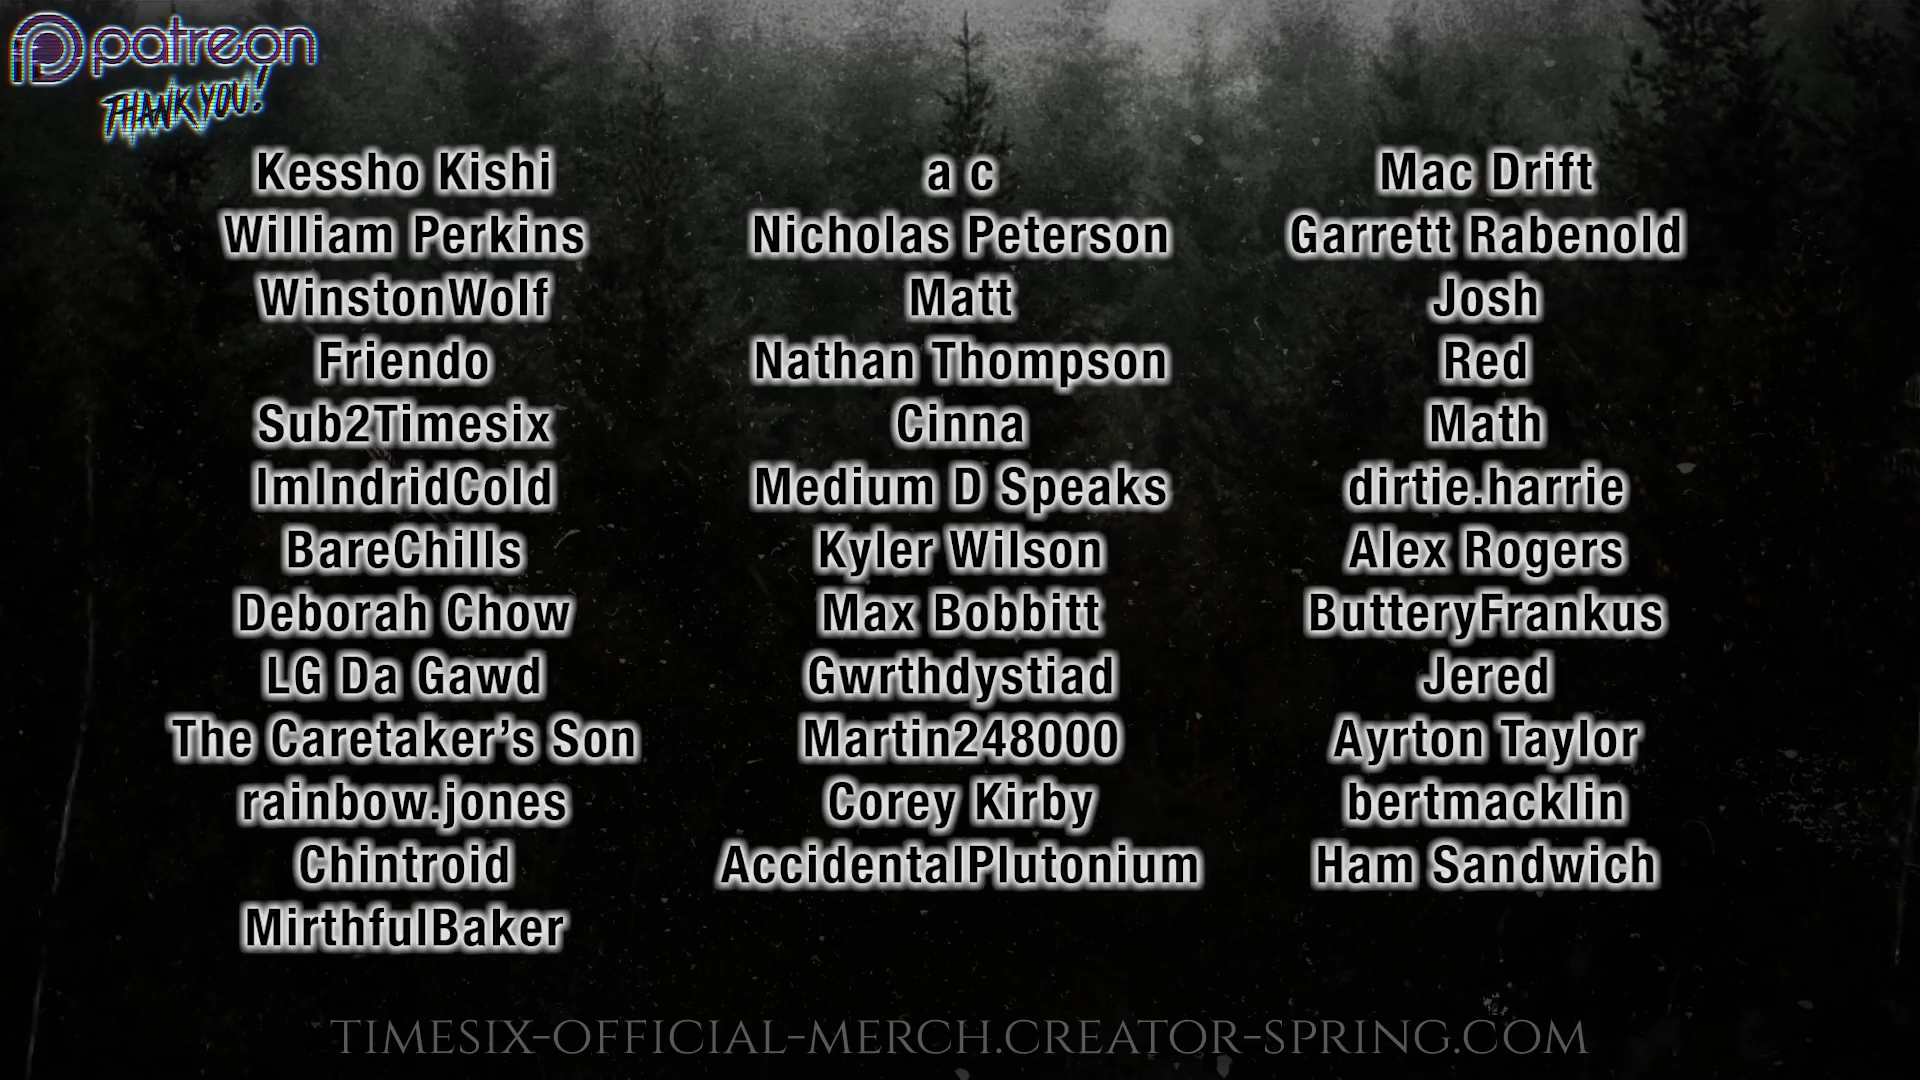 patreon
THANK YOU!
Kessho Kishi
William Perkins
WinstonWolf
Friendo
Sub2Timesix
ImIndridCold
BareChills
Deborah Chow
LG Da Gawd
The Caretaker’s Son
rainbow.jones
Chintroid
MirthfulBaker
a c
Nicholas Peterson
Matt
Nathan Thompson
Cinna
Medium D Speaks
Kyler Wilson
Max Bobbitt
Gwrthdystiad
Martin248000
Corey Kirby
AccidentalPlutonium
Mac Drift
Garrett Rabenold
Josh
Red
Math
dirtie.harrie
Alex Rogers
ButteryFrankus
Jered
Ayrton Taylor
bertmacklin
Ham Sandwich
TIMESIX-OFFICIAL-MERCH.CREATOR-SPRING.COM